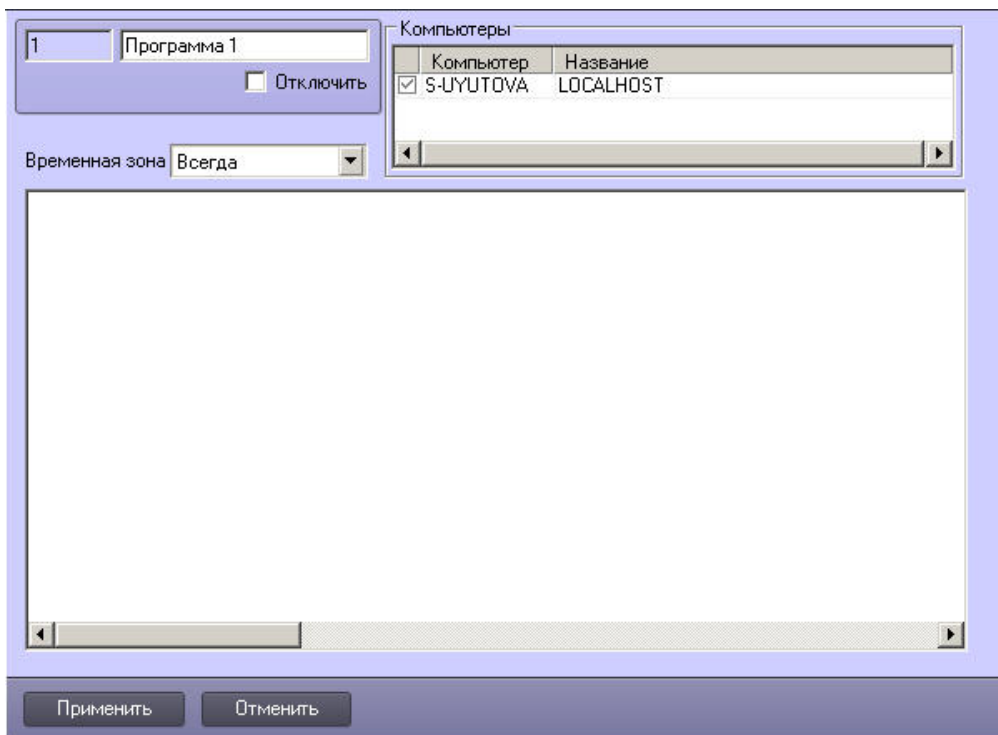 1
Программа 1
Отключить
Временная зона Всегда
Компьютеры
Компьютер Название
S-UYUTOVA LOCALHOST
Применить Отменить